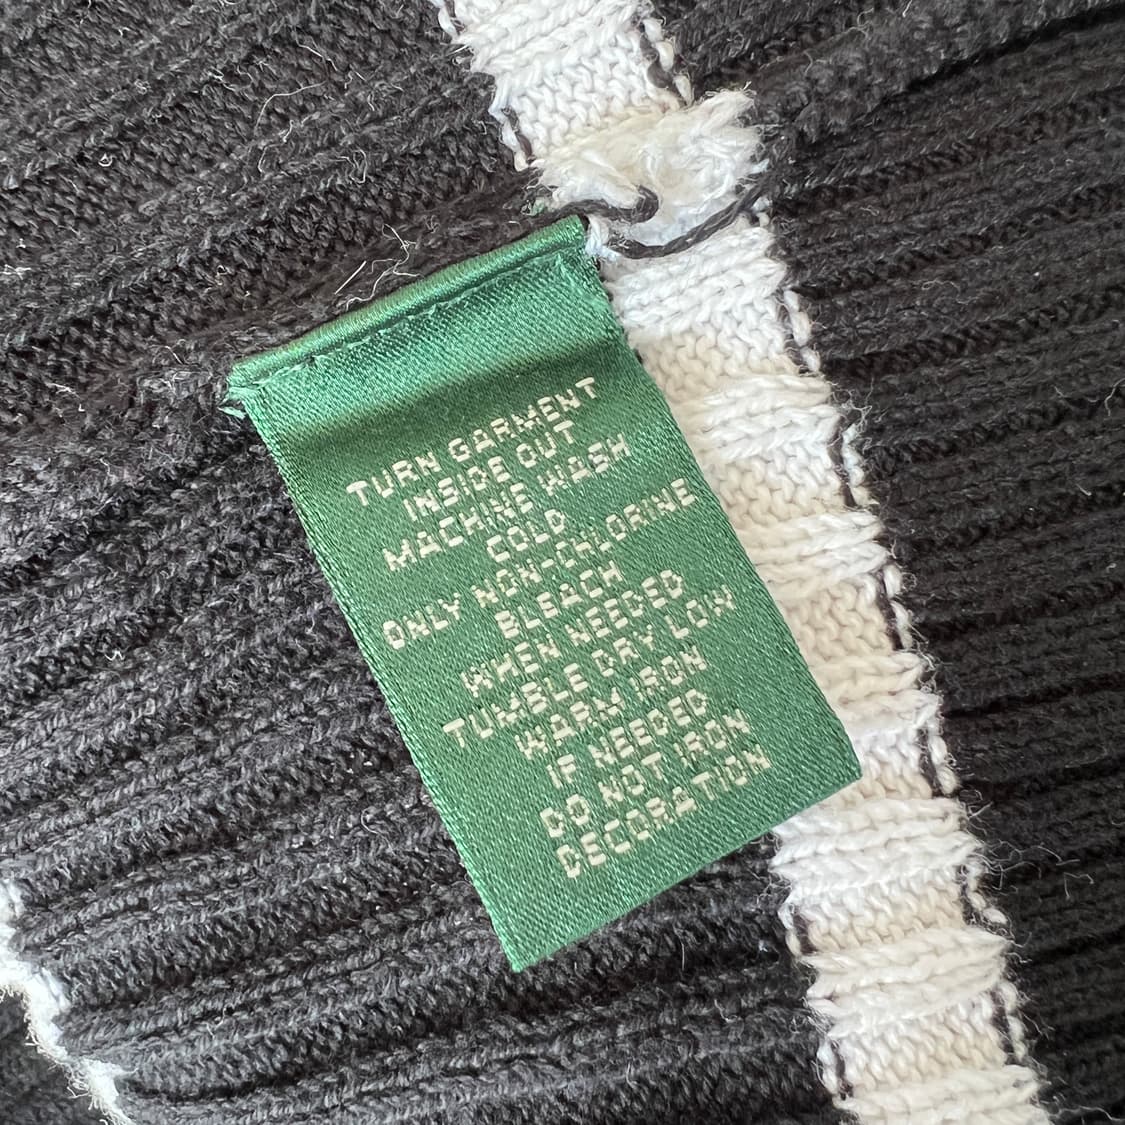 TURN GARMENT
INSIDE OUT
MACHINE WASH
COLD
ONLY NON-CHLORINE
BLEACH
WHEN NEEDED
TUMBLE DRY LOW
WARM IRON
IF NEEDED
DO NOT IRON
DECORATION